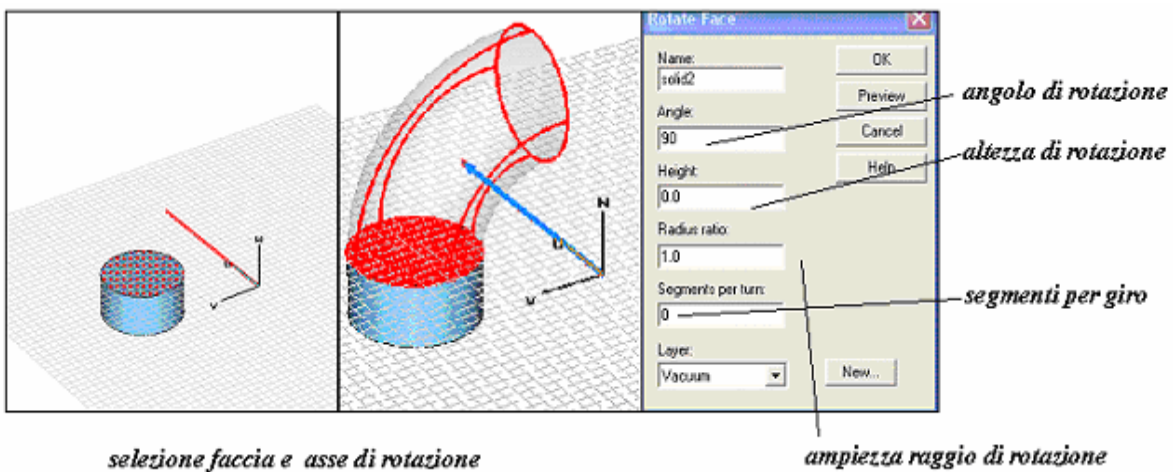 Rotate Face
Name:
solid2
OK
Preview
Angle:
90
Cancel
Height:
0.0
Help
Radius ratio:
1.0
Segments per turn:
0
Layer:
Vacuum
New...
angolo di rotazione
altezza di rotazione
segmenti per giro
ampiezza raggio di rotazione
selezione faccia e asse di rotazione